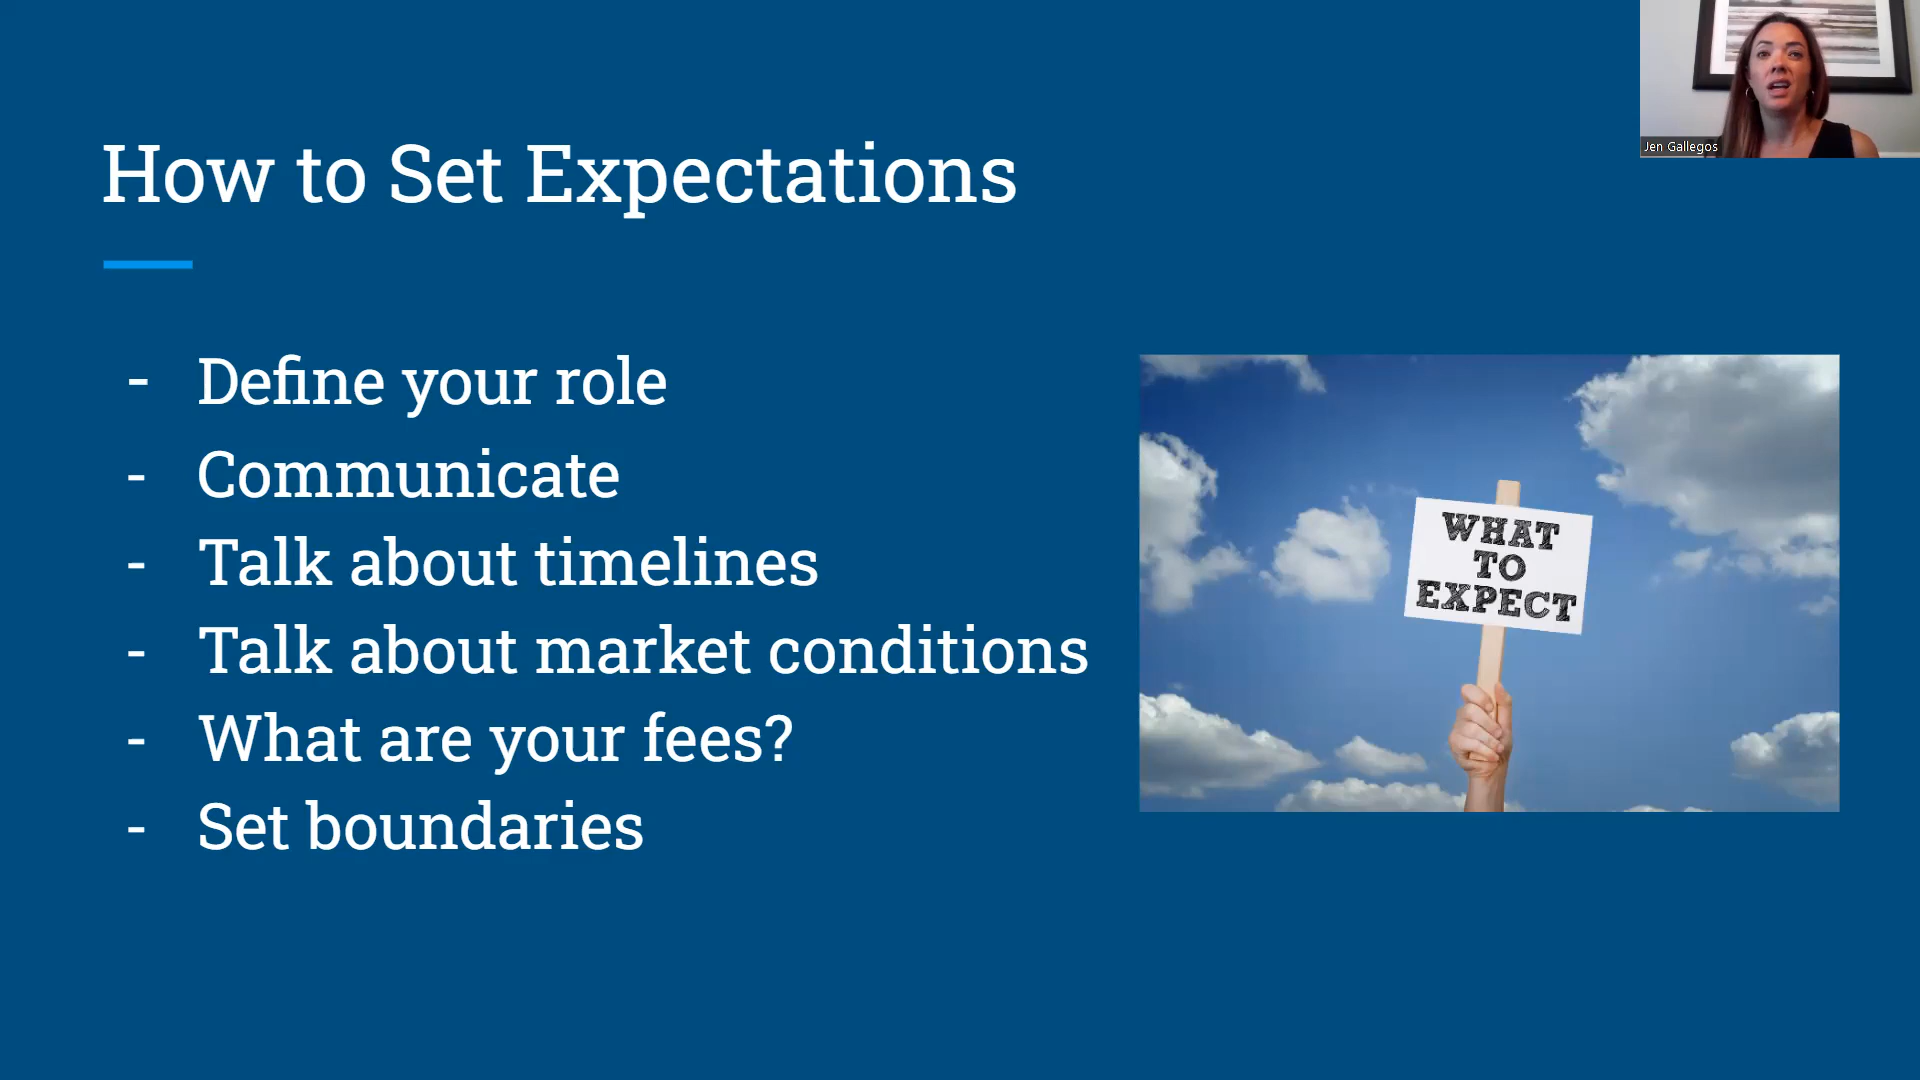 How to Set Expectations
- Define your role
- Communicate
- Talk about timelines
- Talk about market conditions
- What are your fees?
- Set boundaries
WHAT
TO
EXPECT
Jen Gallegos